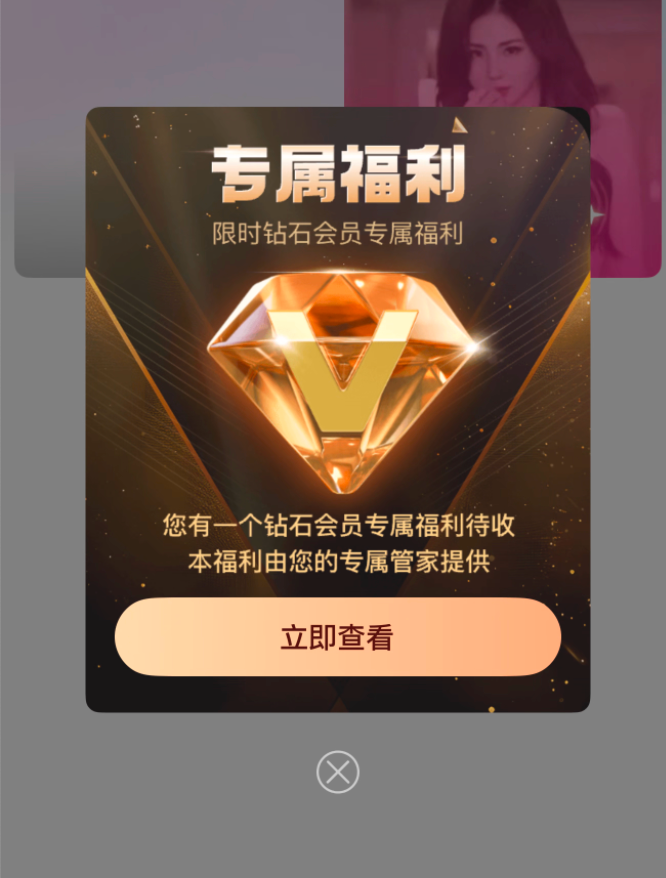 专属福利
限时钻石会员专属福利
V
您有一个钻石会员专属福利待收
本福利由您的专属管家提供
立即查看